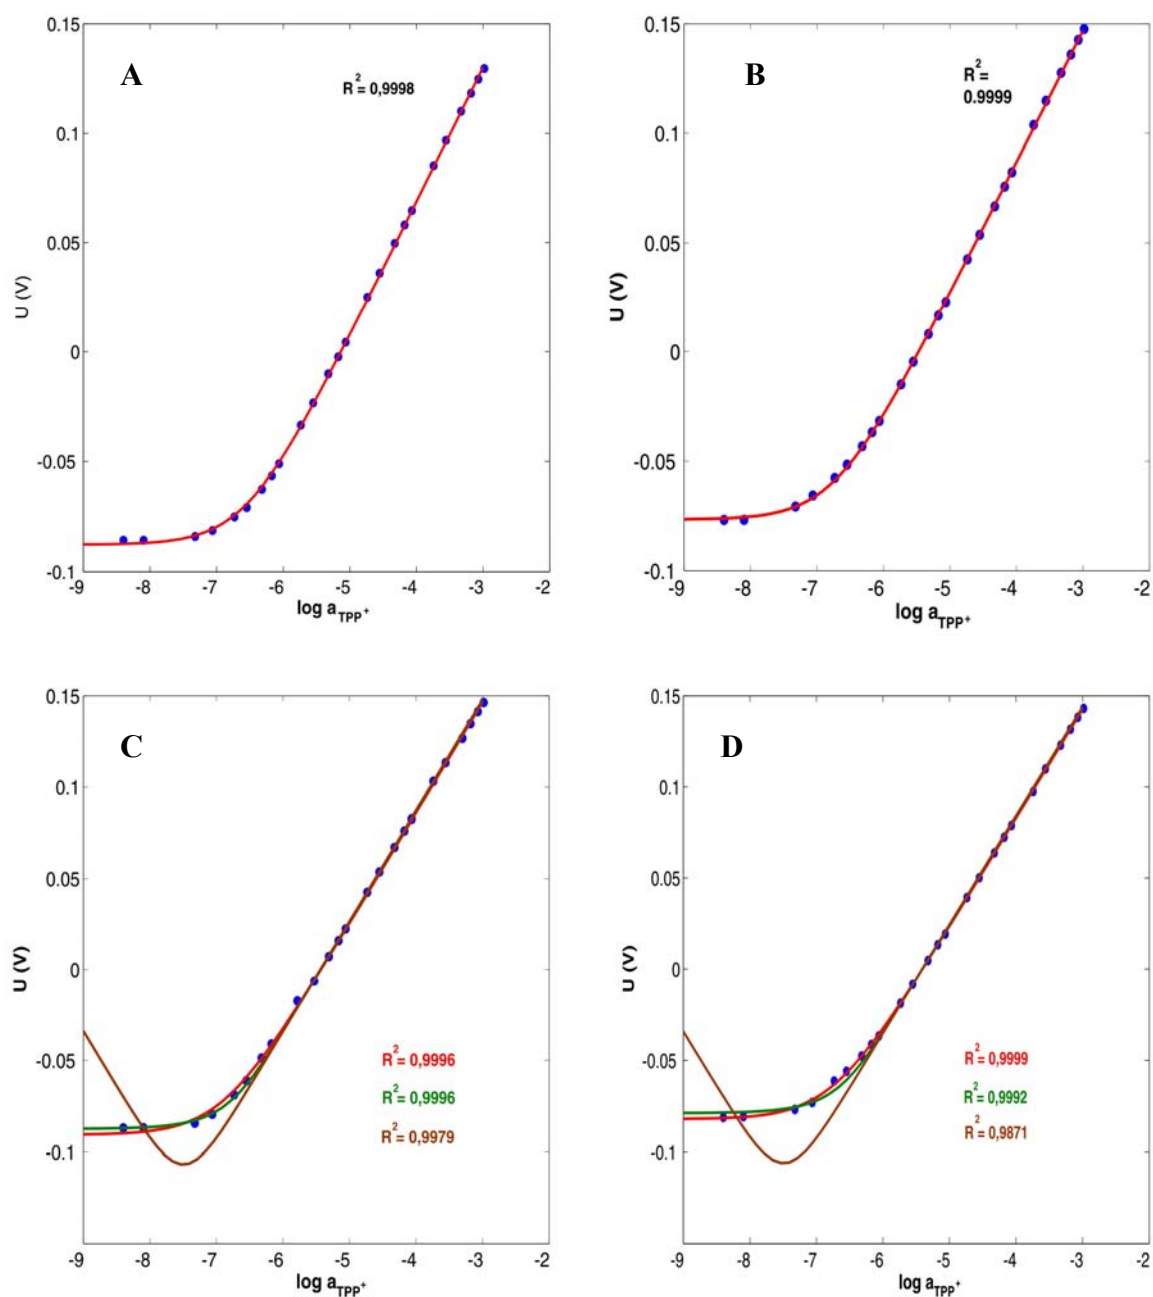 A
R² = 0,9998
0.15
0.1
0.05
0
-0.05
-0.1
U (V)
-9 -8 -7 -6 -5 -4 -3 -2
log a_TPP⁺
B
R² =
0.9999
0.15
0.1
0.05
0
-0.05
-0.1
U (V)
-9 -8 -7 -6 -5 -4 -3 -2
log a_TPP⁺
C
0.15
0.1
0.05
0
-0.05
-0.1
U (V)
R² = 0,9996
R² = 0,9996
R² = 0,9979
-9 -8 -7 -6 -5 -4 -3 -2
log a_TPP⁺
D
0.15
0.1
0.05
0
-0.05
-0.1
U (V)
R² = 0,9999
R² = 0,9992
R² = 0,9871
-9 -8 -7 -6 -5 -4 -3 -2
log a_TPP⁺